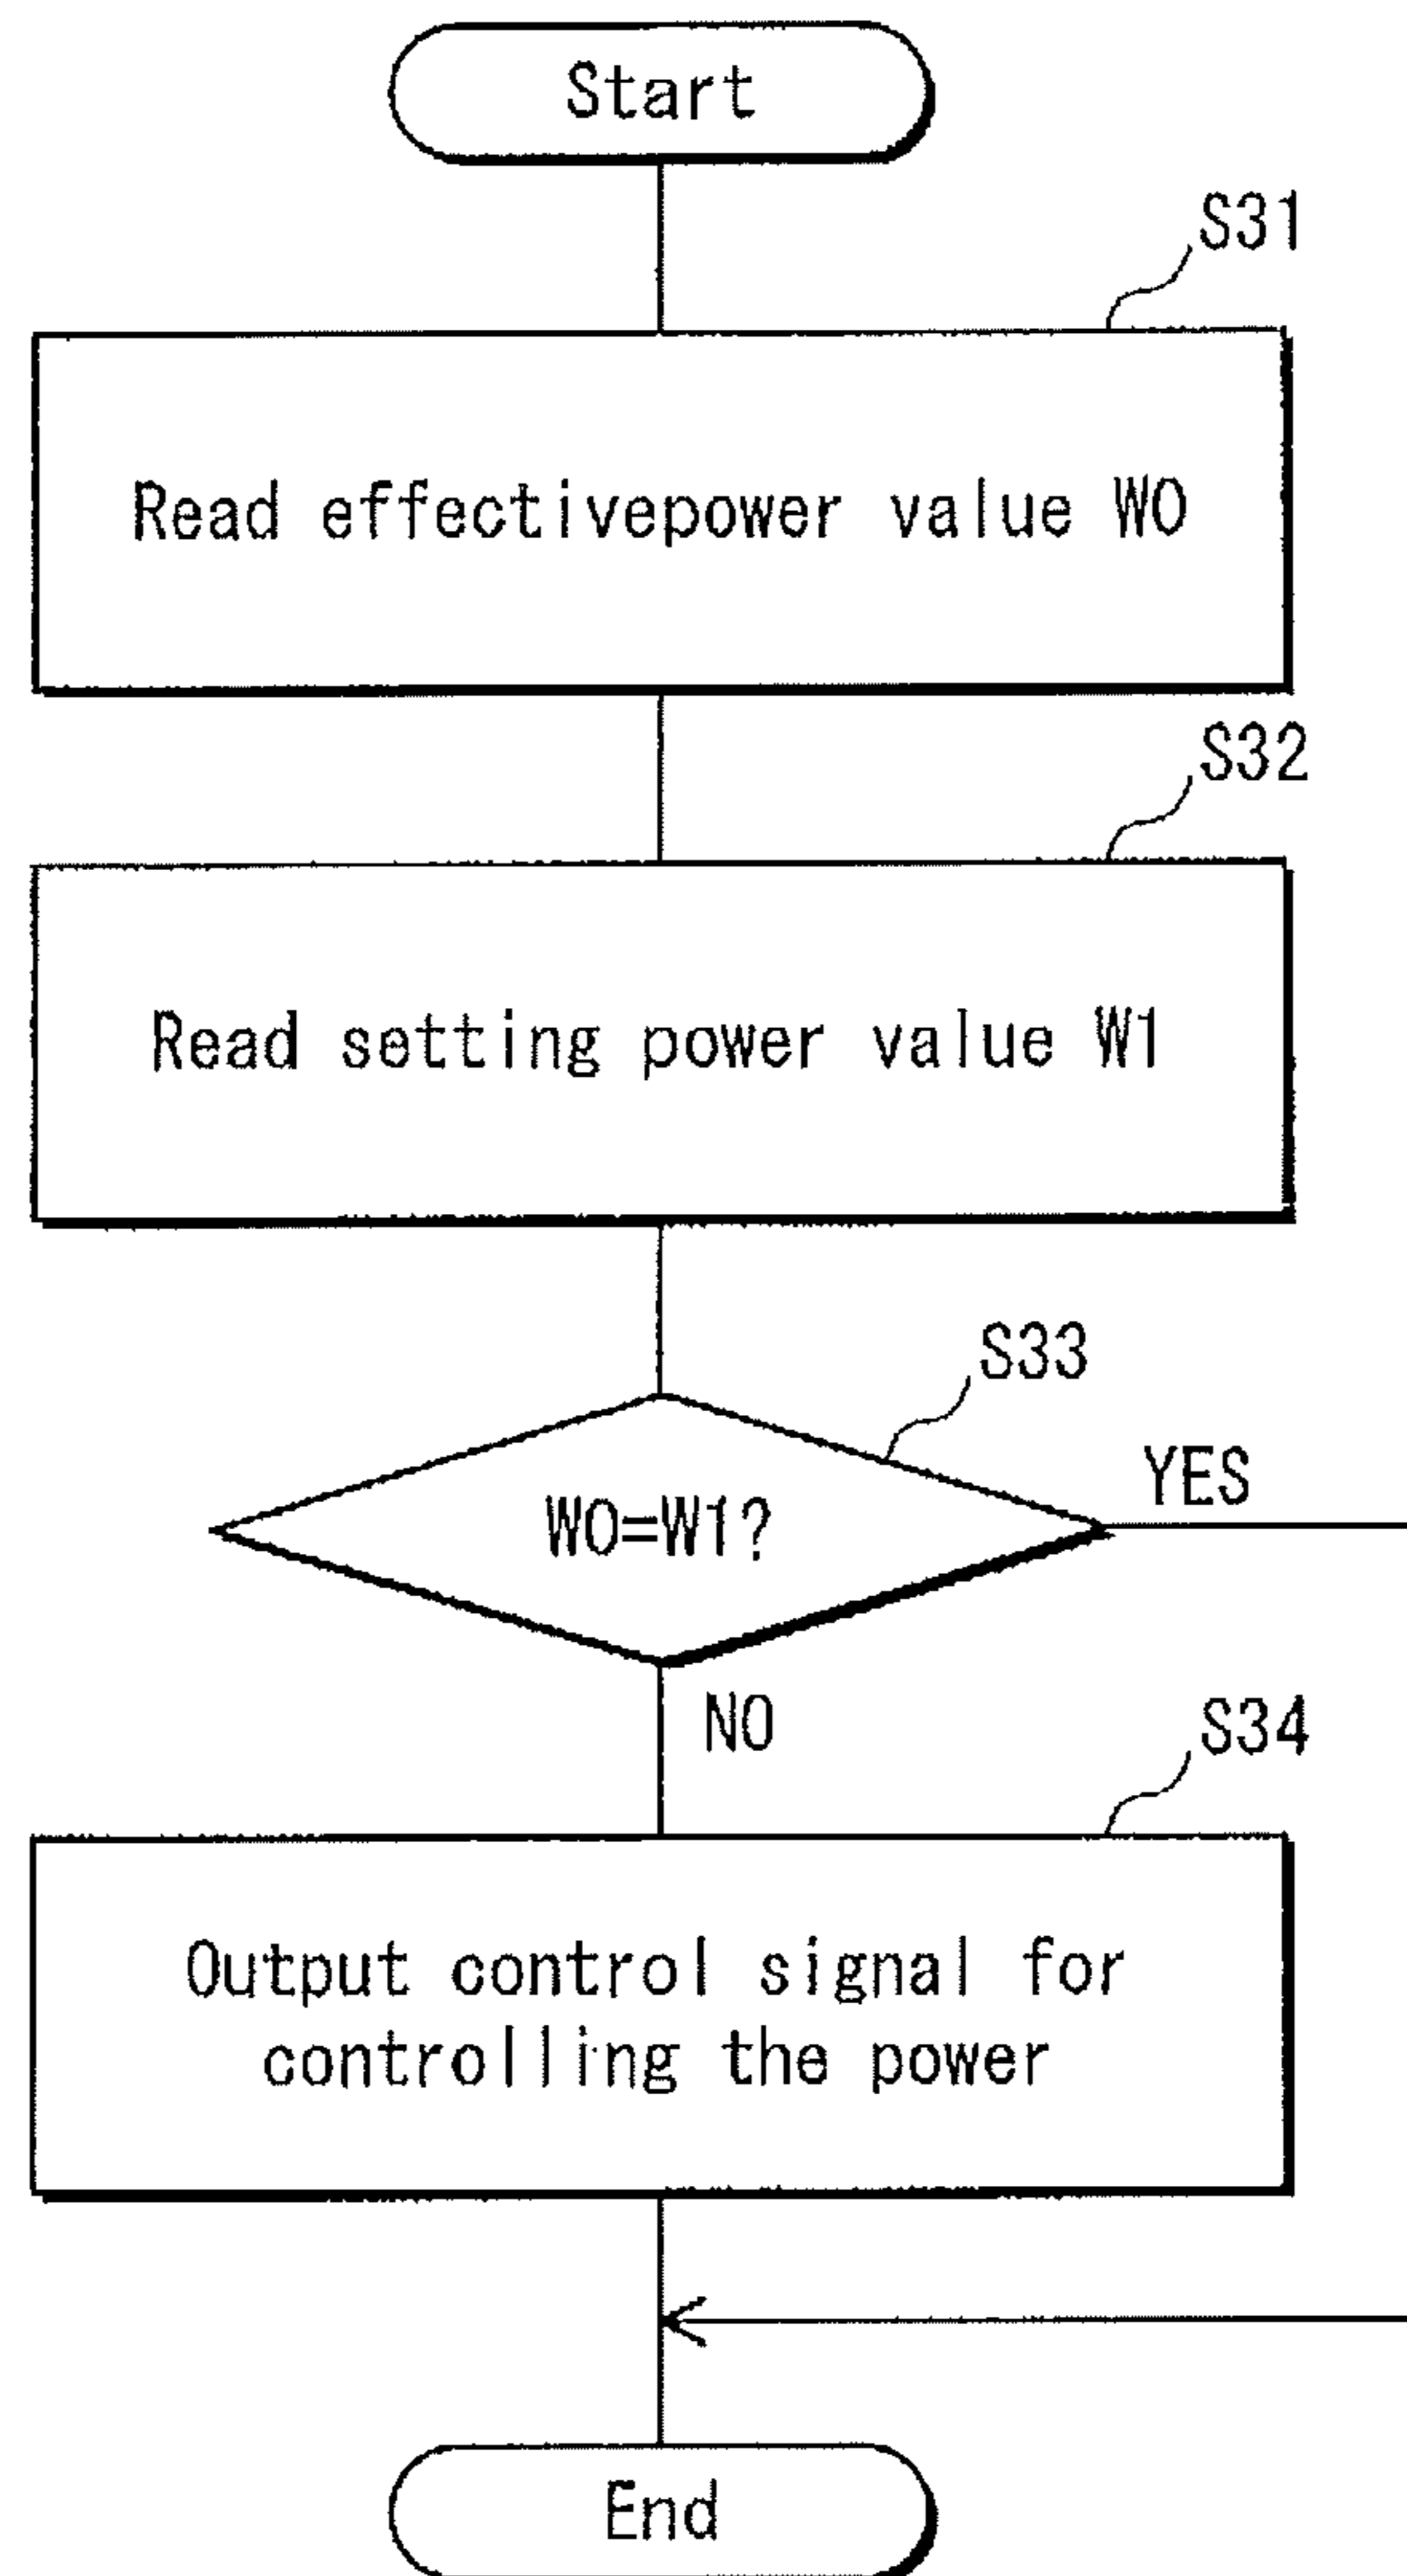 Start
S31
Read effectivepower value W0
S32
Read setting power value W1
S33
W0=W1?
YES
NO
S34
Output control signal for
controlling the power
End